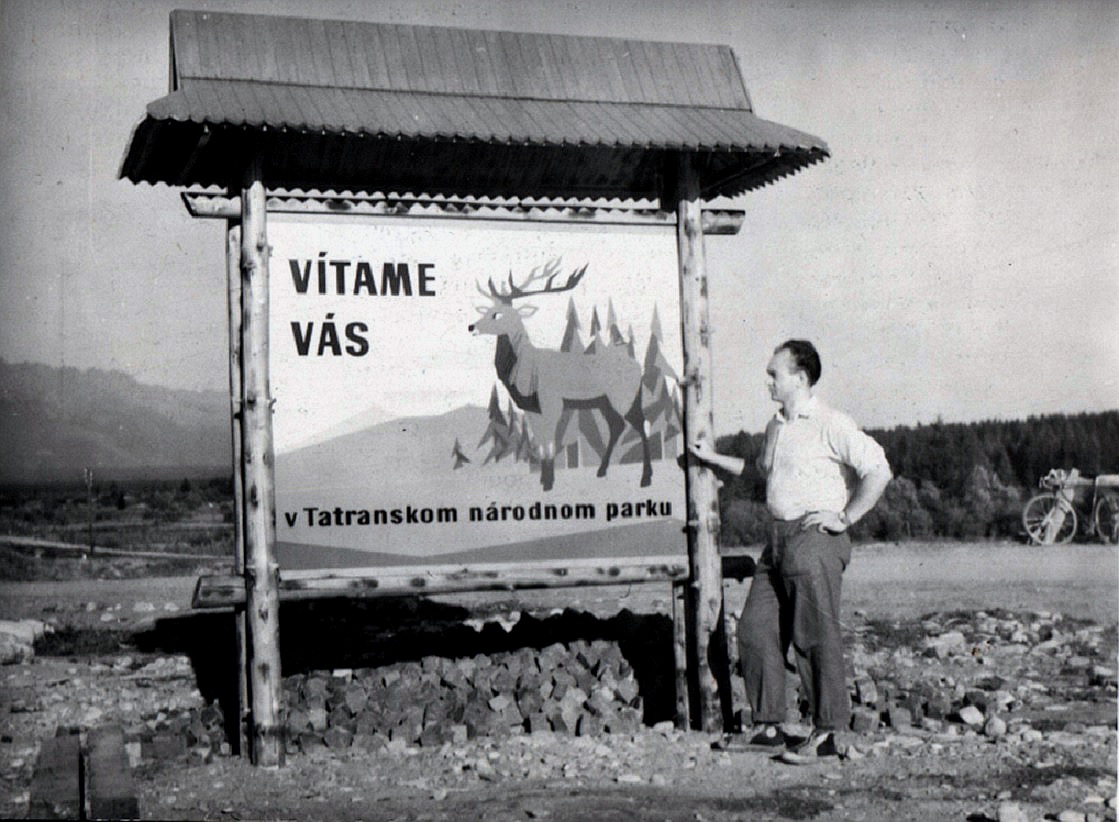 VÍTAME
VÁS
v Tatranskom národnom parku